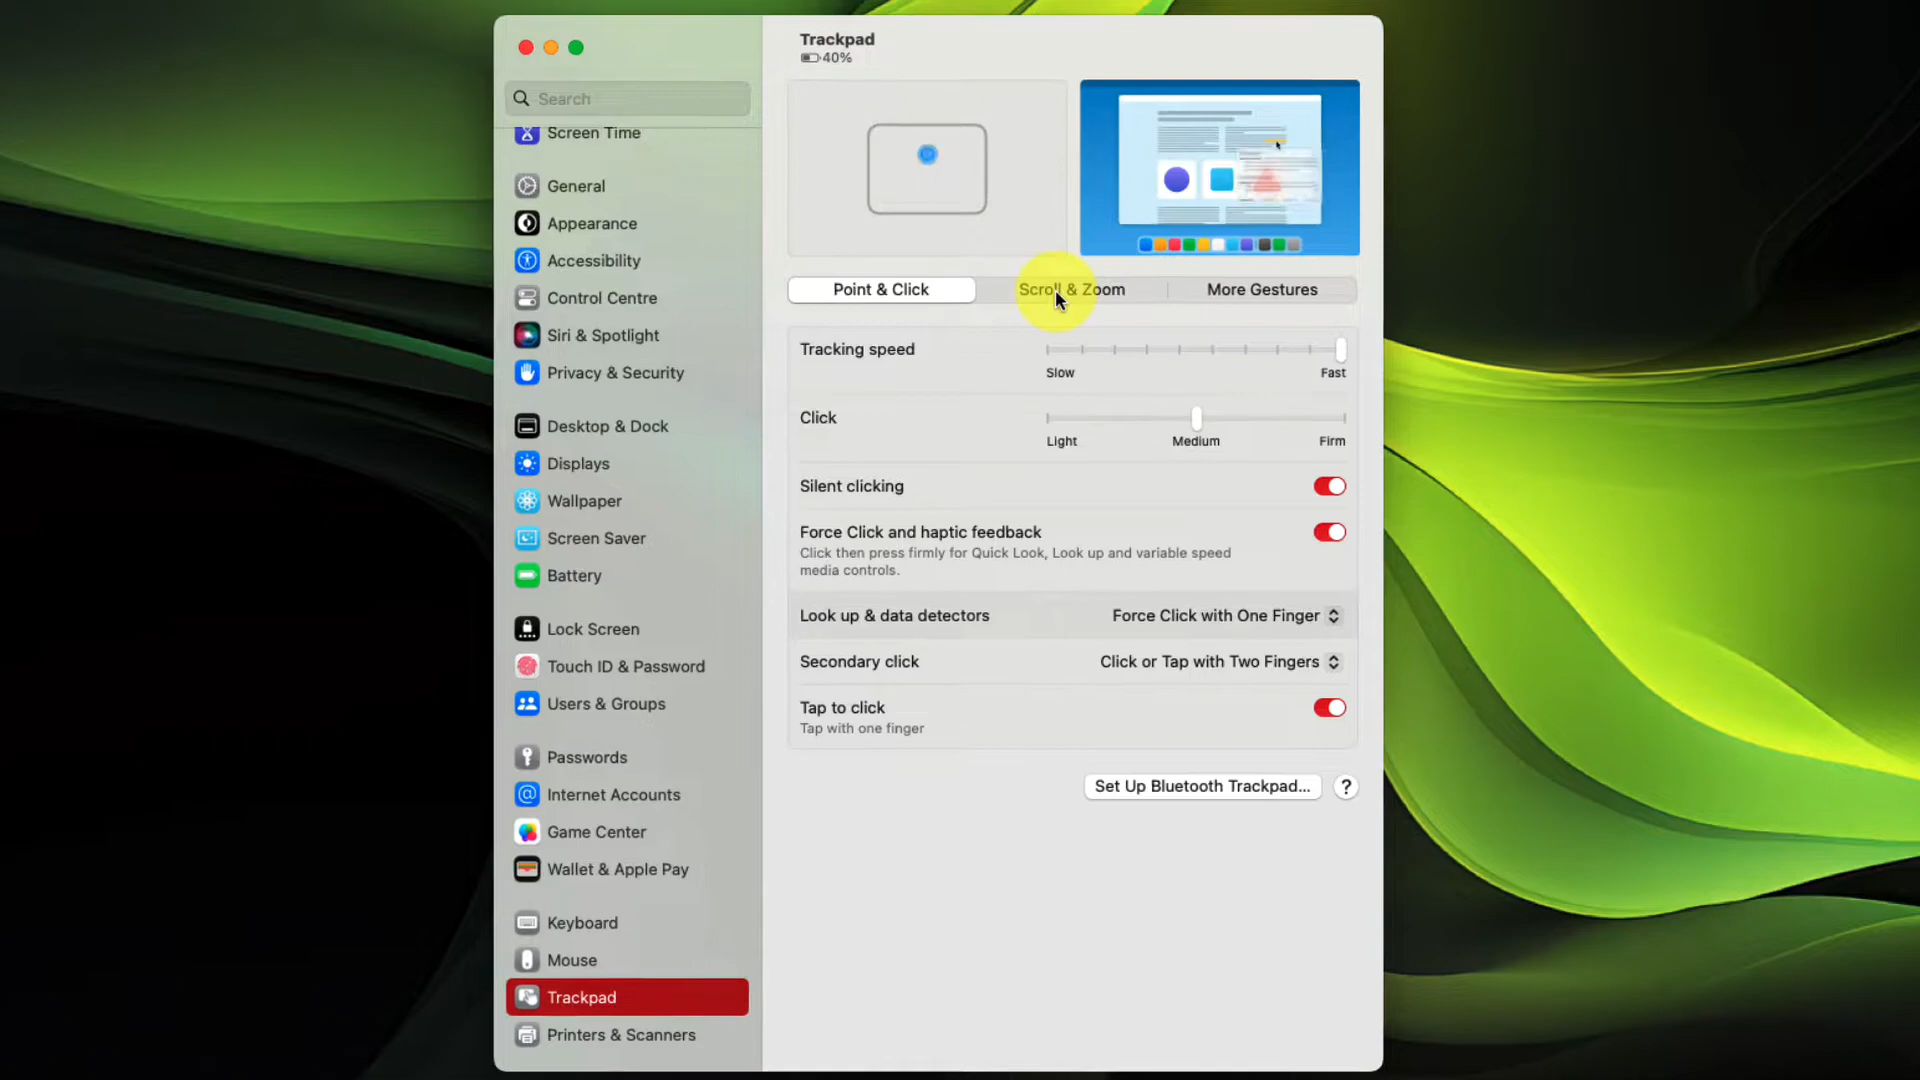 Search
Screen Time
General
Appearance
Accessibility
Control Centre
Siri & Spotlight
Privacy & Security
Desktop & Dock
Displays
Wallpaper
Screen Saver
Battery
Lock Screen
Touch ID & Password
Users & Groups
Passwords
Internet Accounts
Game Center
Wallet & Apple Pay
Keyboard
Mouse
Trackpad
Printers & Scanners
Trackpad
40%
Point & Click Scroll & Zoom More Gestures
Tracking speed
Slow Fast
Click
Light Medium Firm
Silent clicking
Force Click and haptic feedback
Click then press firmly for Quick Look, Look up and variable speed
media controls.
Look up & data detectors Force Click with One Finger
Secondary click Click or Tap with Two Fingers
Tap to click
Tap with one finger
Set Up Bluetooth Trackpad... ?